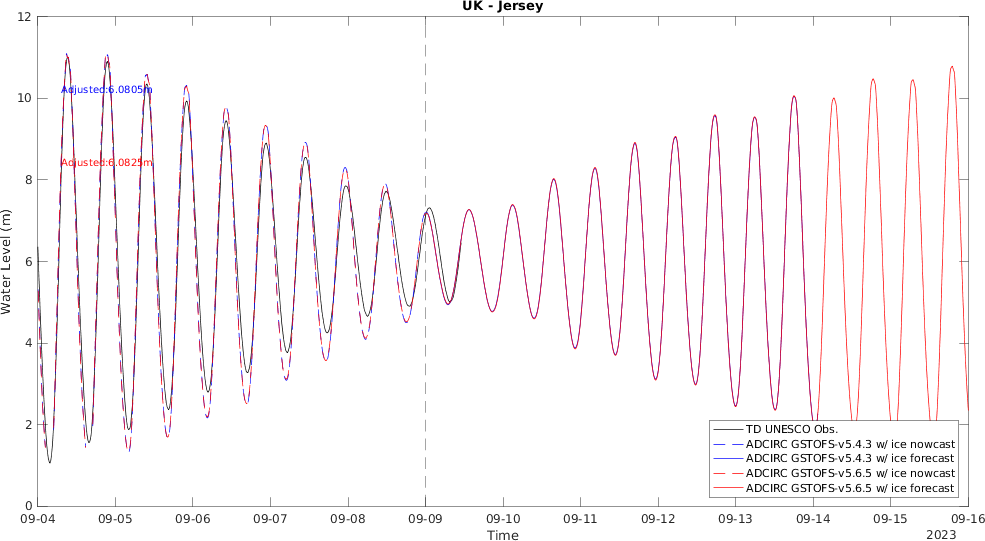 UK - Jersey
12
10
8
6
4
2
0
Water Level (m)
Adjusted:6.0805m
Adjusted:6.0825m
TD UNESCO Obs.
ADCIRC GSTOFS-v5.4.3 w/ ice nowcast
ADCIRC GSTOFS-v5.4.3 w/ ice forecast
ADCIRC GSTOFS-v5.6.5 w/ ice nowcast
ADCIRC GSTOFS-v5.6.5 w/ ice forecast
09-04 09-05 09-06 09-07 09-08 09-09 09-10 09-11 09-12 09-13 09-14 09-15 09-16
Time
2023